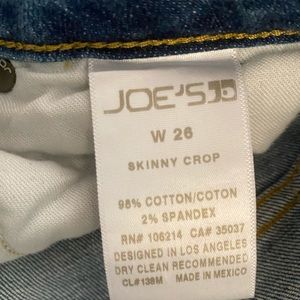 JOE'S
W 26
SKINNY CROP
98% COTTON/COTON
2% SPANDEX
RN# 106214 CA# 35037
DESIGNED IN LOS ANGELES
DRY CLEAN RECOMMENDED
CL#139M MADE IN MEXICO